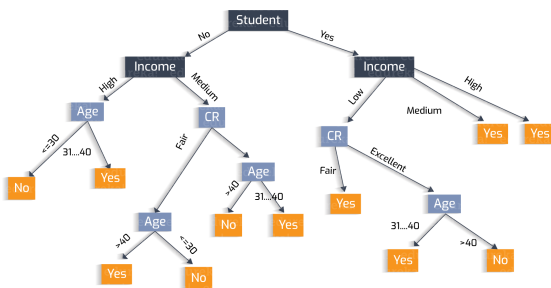 Student
No
Yes
Income
Income
High
Medium
Low
Medium
High
Age
CR
CR
Yes
Yes
<=30
31....40
Fair
Fair
Excellent
No
Yes
Age
>40
31....40
Yes
Age
Age
No
Yes
31....40
>40
>40
<=30
Yes
No
Yes
No